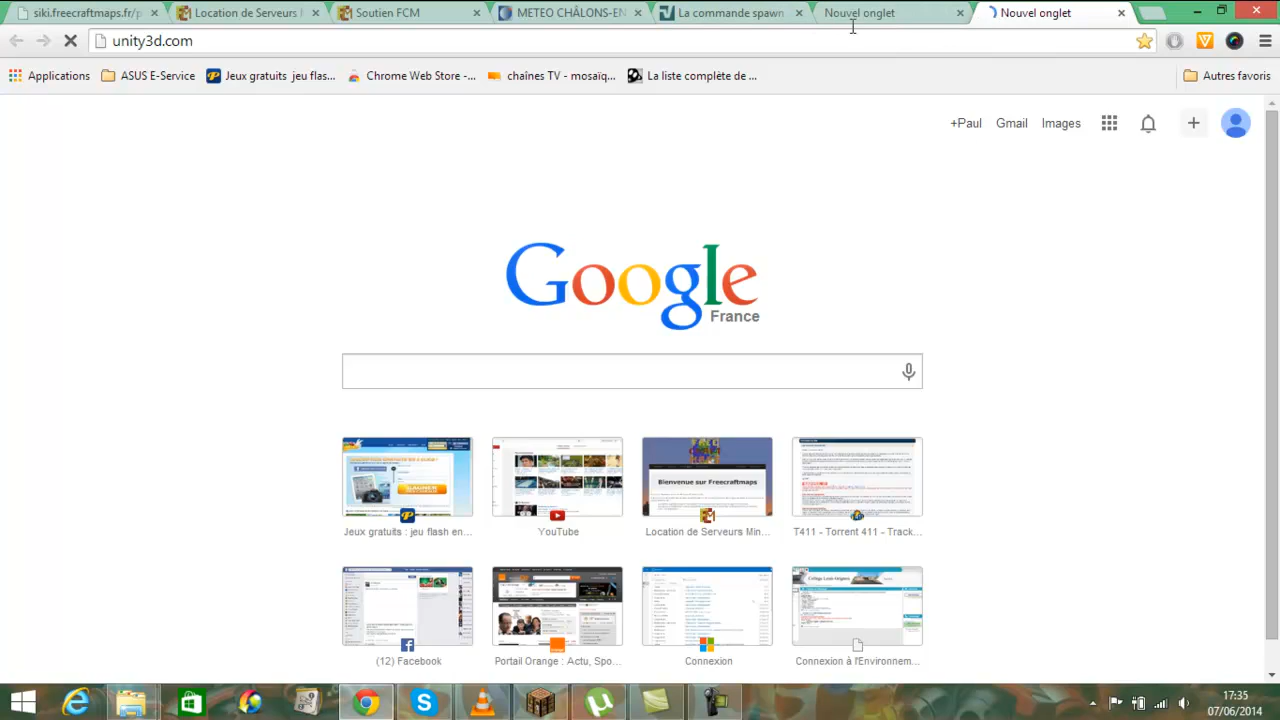 siki.freecraftmaps.fr/p
Location de Serveurs
Soutien FCM
METEO CHÂLONS-EN
La commande spawn
Nouvel onglet
Nouvel onglet
unity3d.com
Applications
ASUS E-Service
Jeux gratuits jeu flas...
Chrome Web Store -...
chaînes TV - mosaïq...
La liste complète de ...
Autres favoris
+Paul Gmail Images
Google
France
Bienvenue sur Freecraftmaps
Jeux gratuits : jeu flash en...
YouTube
Location de Serveurs Min...
T411 - Torrent 411 - Track...
(12) Facebook
Portail Orange : Actu, Spo...
Connexion
Connexion à l'Environnem...
17:35
07/06/2014